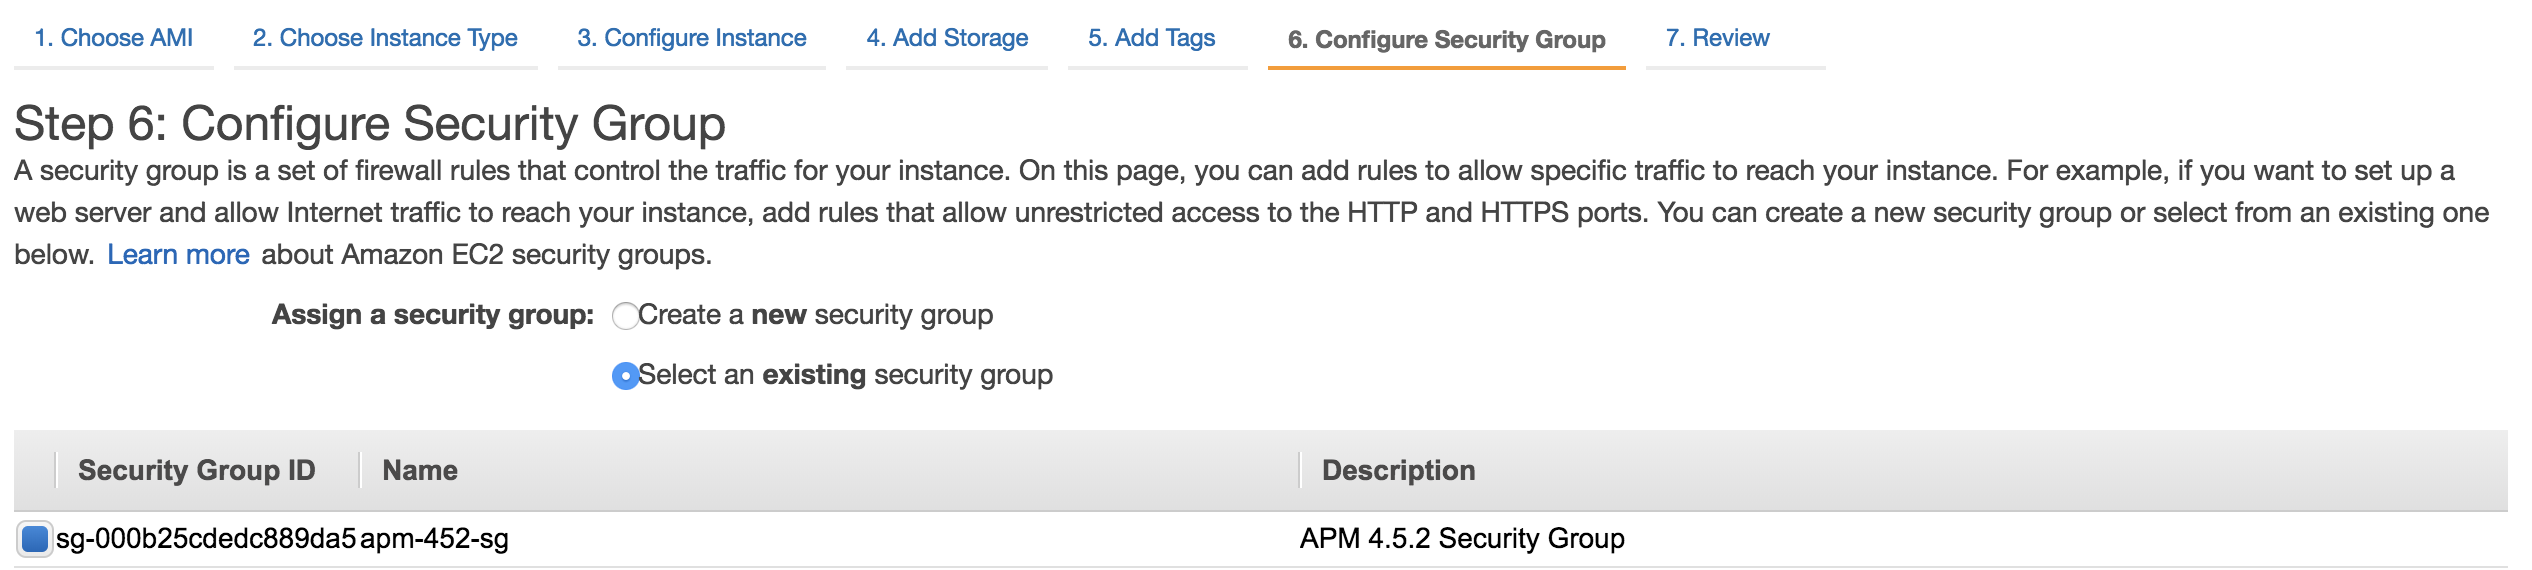 1. Choose AMI 2. Choose Instance Type 3. Configure Instance 4. Add Storage 5. Add Tags 6. Configure Security Group 7. Review
Step 6: Configure Security Group
A security group is a set of firewall rules that control the traffic for your instance. On this page, you can add rules to allow specific traffic to reach your instance. For example, if you want to set up a
web server and allow Internet traffic to reach your instance, add rules that allow unrestricted access to the HTTP and HTTPS ports. You can create a new security group or select from an existing one
below. Learn more about Amazon EC2 security groups.
Assign a security group: Create a new security group
Select an existing security group
Security Group ID Name Description
sg-000b25cdedc889da5 apm-452-sg APM 4.5.2 Security Group